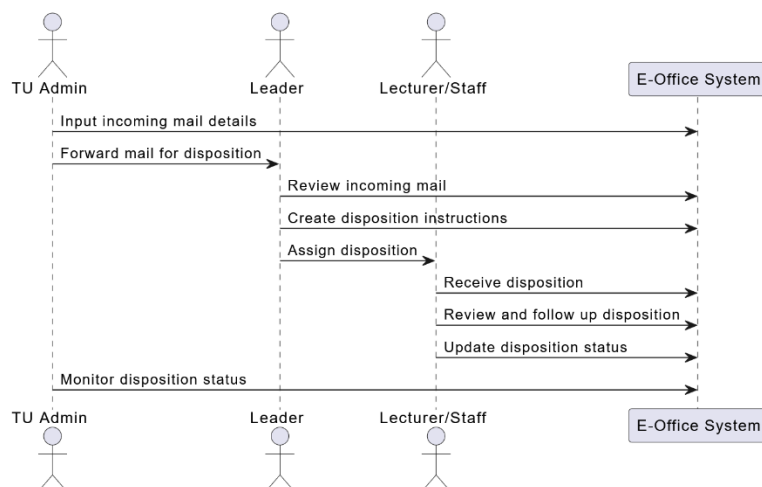 TU Admin
Leader
Lecturer/Staff
E-Office System
Input incoming mail details
Forward mail for disposition
Review incoming mail
Create disposition instructions
Assign disposition
Receive disposition
Review and follow up disposition
Update disposition status
Monitor disposition status
TU Admin
Leader
Lecturer/Staff
E-Office System